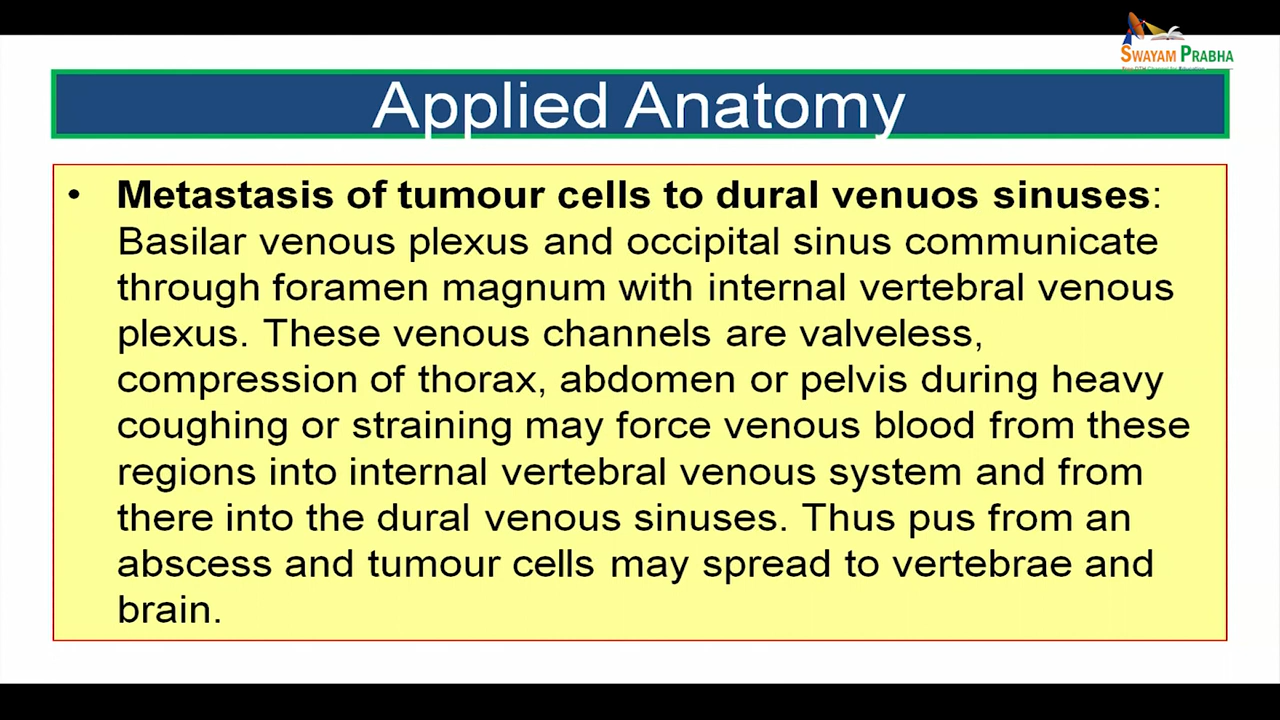 SWAYAM PRABHA
Applied Anatomy
• Metastasis of tumour cells to dural venuos sinuses:
Basilar venous plexus and occipital sinus communicate
through foramen magnum with internal vertebral venous
plexus. These venous channels are valveless,
compression of thorax, abdomen or pelvis during heavy
coughing or straining may force venous blood from these
regions into internal vertebral venous system and from
there into the dural venous sinuses. Thus pus from an
abscess and tumour cells may spread to vertebrae and
brain.